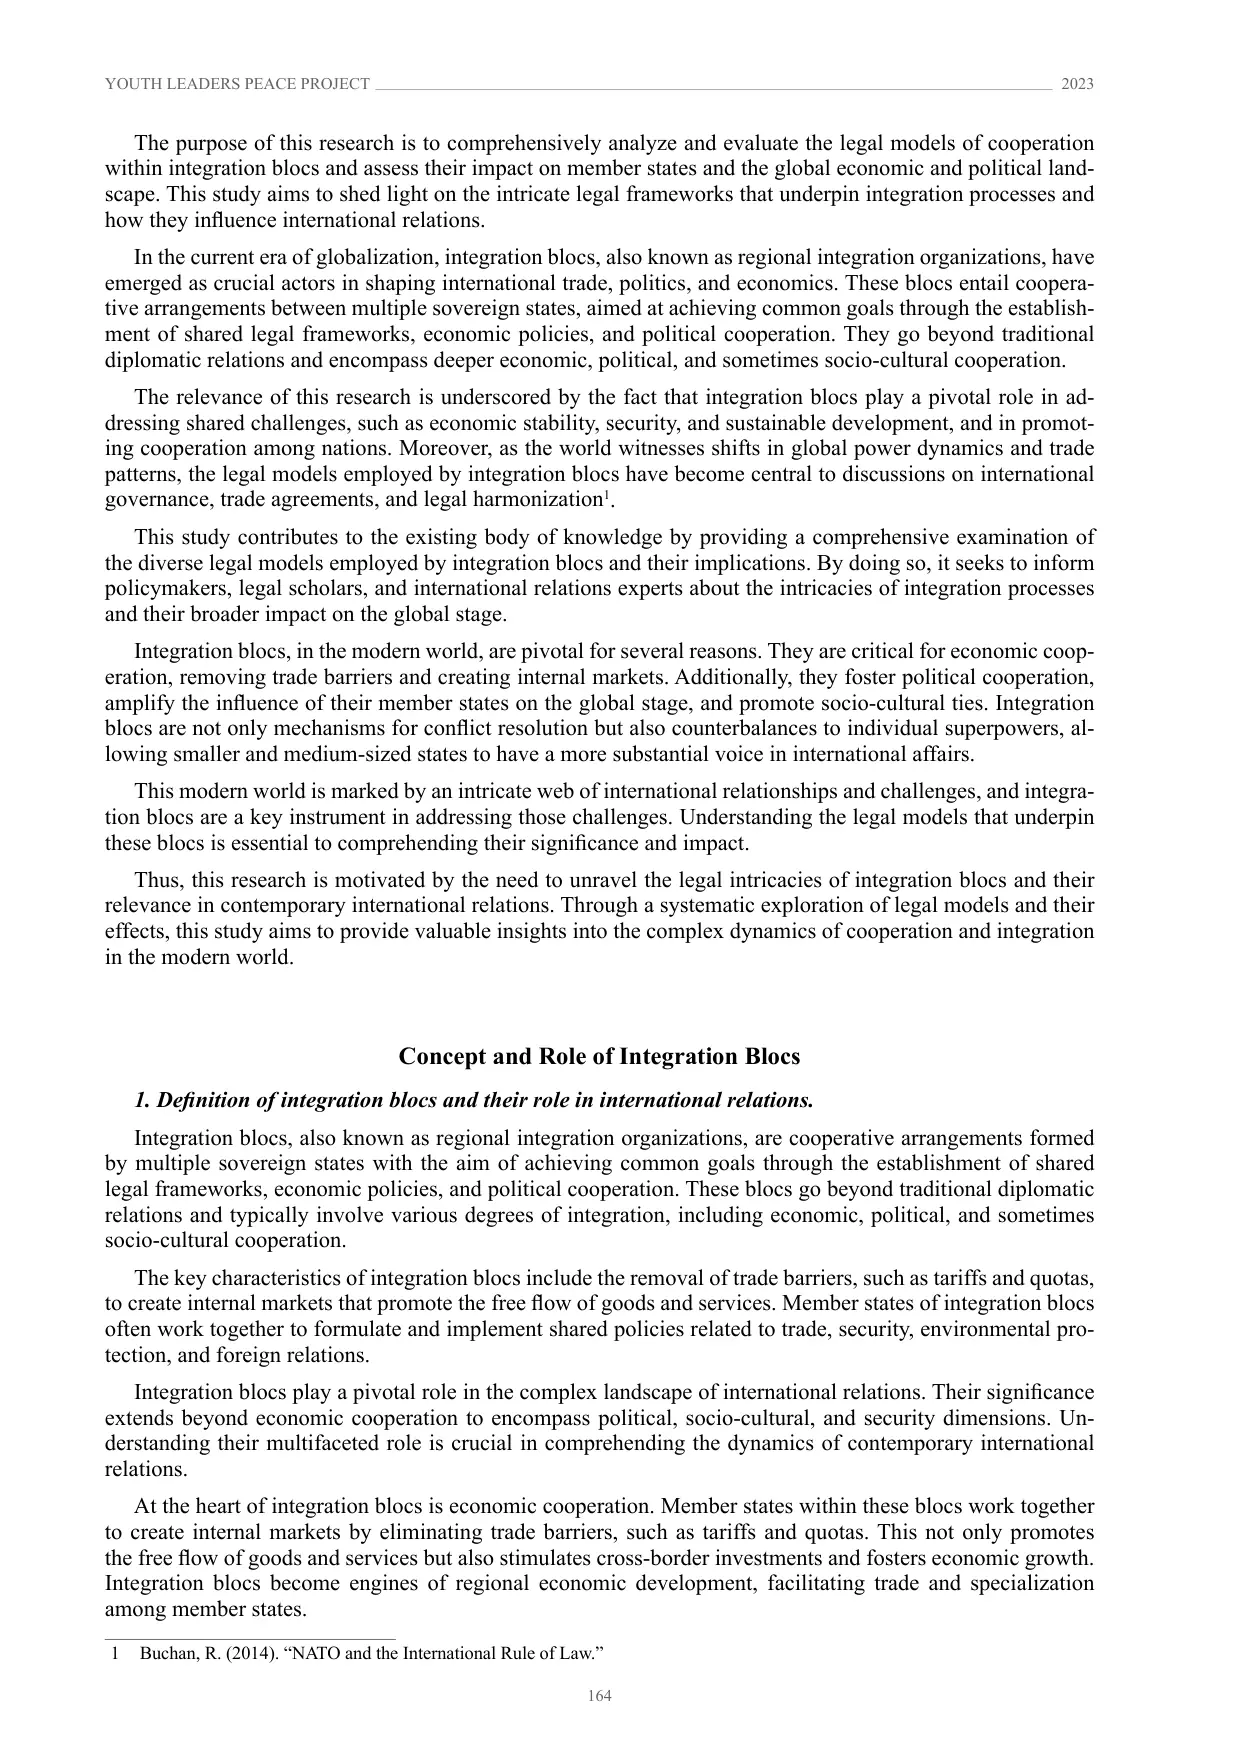 YOUTH LEADERS PEACE PROJECT 2023
The purpose of this research is to comprehensively analyze and evaluate the legal models of cooperation
within integration blocs and assess their impact on member states and the global economic and political land-
scape. This study aims to shed light on the intricate legal frameworks that underpin integration processes and
how they influence international relations.
In the current era of globalization, integration blocs, also known as regional integration organizations, have
emerged as crucial actors in shaping international trade, politics, and economics. These blocs entail coopera-
tive arrangements between multiple sovereign states, aimed at achieving common goals through the establish-
ment of shared legal frameworks, economic policies, and political cooperation. They go beyond traditional
diplomatic relations and encompass deeper economic, political, and sometimes socio-cultural cooperation.
The relevance of this research is underscored by the fact that integration blocs play a pivotal role in ad-
dressing shared challenges, such as economic stability, security, and sustainable development, and in promot-
ing cooperation among nations. Moreover, as the world witnesses shifts in global power dynamics and trade
patterns, the legal models employed by integration blocs have become central to discussions on international
governance, trade agreements, and legal harmonization¹.
This study contributes to the existing body of knowledge by providing a comprehensive examination of
the diverse legal models employed by integration blocs and their implications. By doing so, it seeks to inform
policymakers, legal scholars, and international relations experts about the intricacies of integration processes
and their broader impact on the global stage.
Integration blocs, in the modern world, are pivotal for several reasons. They are critical for economic coop-
eration, removing trade barriers and creating internal markets. Additionally, they foster political cooperation,
amplify the influence of their member states on the global stage, and promote socio-cultural ties. Integration
blocs are not only mechanisms for conflict resolution but also counterbalances to individual superpowers, al-
lowing smaller and medium-sized states to have a more substantial voice in international affairs.
This modern world is marked by an intricate web of international relationships and challenges, and integra-
tion blocs are a key instrument in addressing those challenges. Understanding the legal models that underpin
these blocs is essential to comprehending their significance and impact.
Thus, this research is motivated by the need to unravel the legal intricacies of integration blocs and their
relevance in contemporary international relations. Through a systematic exploration of legal models and their
effects, this study aims to provide valuable insights into the complex dynamics of cooperation and integration
in the modern world.
Concept and Role of Integration Blocs
1. Definition of integration blocs and their role in international relations.
Integration blocs, also known as regional integration organizations, are cooperative arrangements formed
by multiple sovereign states with the aim of achieving common goals through the establishment of shared
legal frameworks, economic policies, and political cooperation. These blocs go beyond traditional diplomatic
relations and typically involve various degrees of integration, including economic, political, and sometimes
socio-cultural cooperation.
The key characteristics of integration blocs include the removal of trade barriers, such as tariffs and quotas,
to create internal markets that promote the free flow of goods and services. Member states of integration blocs
often work together to formulate and implement shared policies related to trade, security, environmental pro-
tection, and foreign relations.
Integration blocs play a pivotal role in the complex landscape of international relations. Their significance
extends beyond economic cooperation to encompass political, socio-cultural, and security dimensions. Un-
derstanding their multifaceted role is crucial in comprehending the dynamics of contemporary international
relations.
At the heart of integration blocs is economic cooperation. Member states within these blocs work together
to create internal markets by eliminating trade barriers, such as tariffs and quotas. This not only promotes
the free flow of goods and services but also stimulates cross-border investments and fosters economic growth.
Integration blocs become engines of regional economic development, facilitating trade and specialization
among member states.
1 Buchan, R. (2014). “NATO and the International Rule of Law.”
164